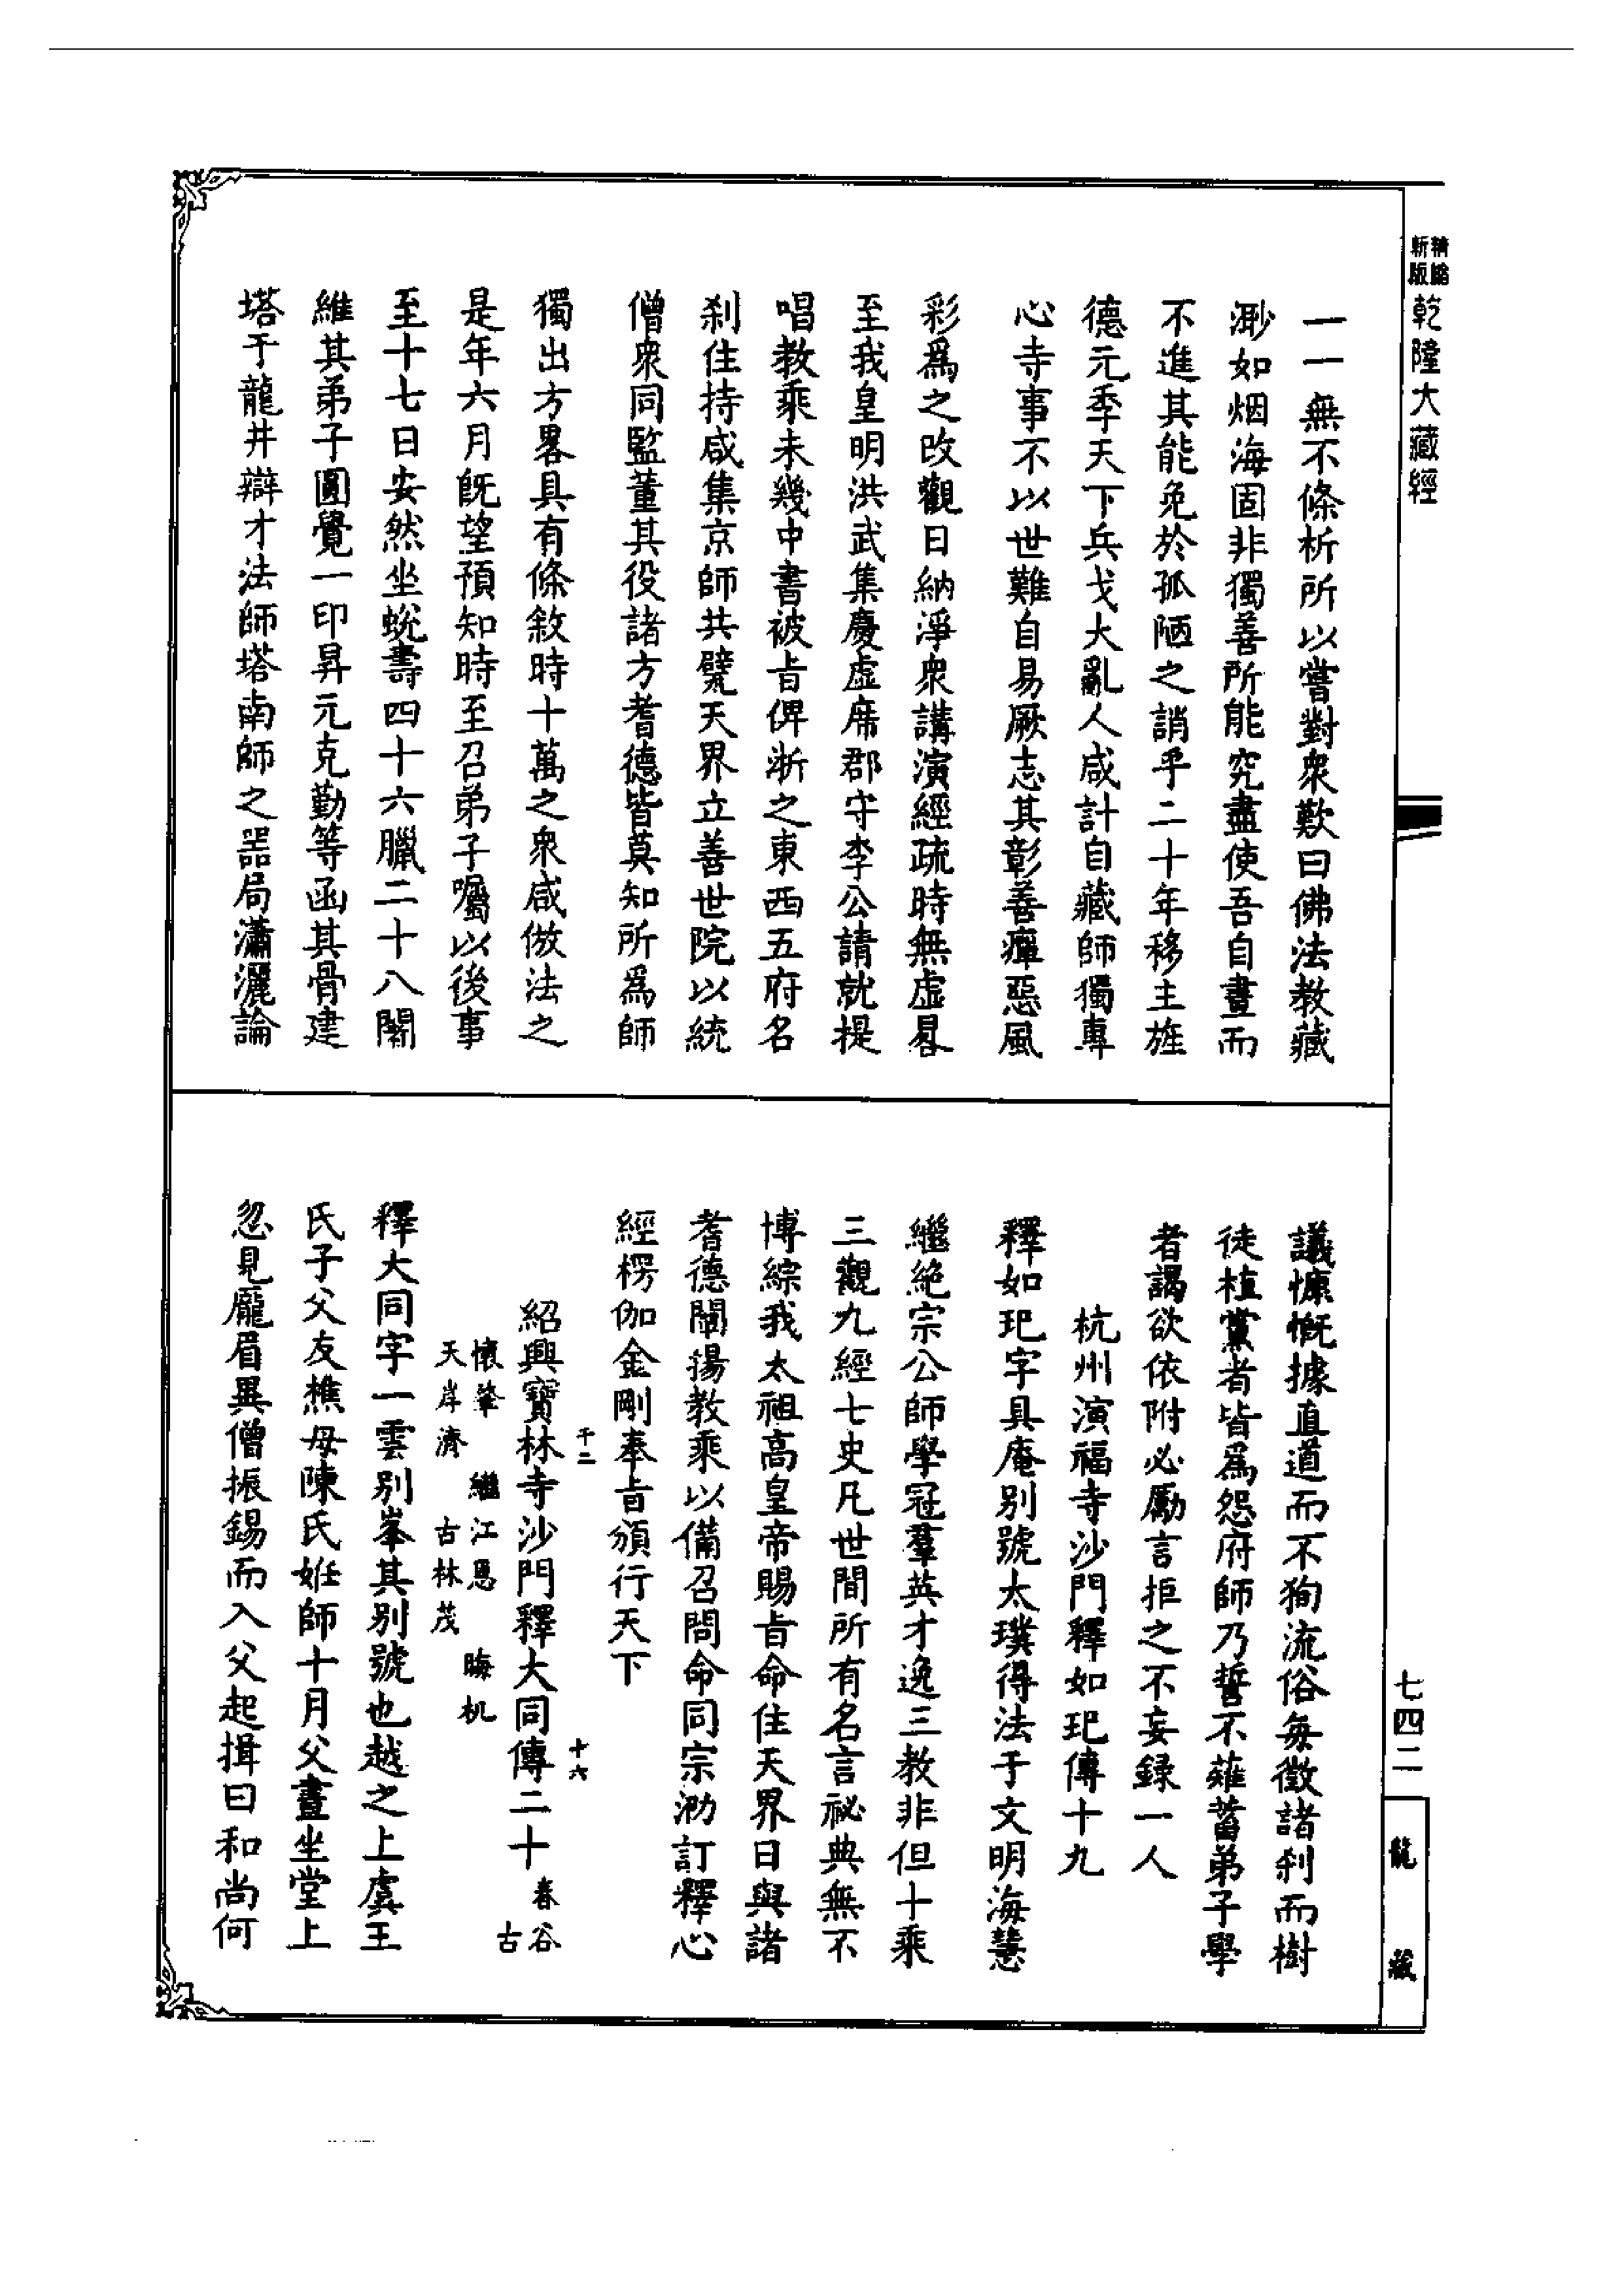 精繪新版
乾隆大藏經
一一無不條析所以嘗對衆歎曰佛法教藏
渺如烟海固非獨善所能究盡使吾自畫而
不進其能免於孤陋之誚乎二十年移主旌
德元季天下兵戈大亂人咸計自藏師獨專
心寺事不以世難自易厥志其彰善癉惡風
彩爲之改觀日納淨衆講演經疏時無虛晷
至我皇明洪武集慶虛席郡守李公請就提
唱教乘未幾中書被旨俾浙之東西五府名
刹住持咸集京師共甓天界立善世院以統
僧衆同監董其役諸方耆德皆莫知所爲師
獨出方畧具有條敘時十萬之衆咸倣法之
是年六月旣望預知時至召弟子囑以後事
至十七日安然坐蛻壽四十六臘二十八闍
維其弟子圓覺一印昇元克勤等函其骨建
塔于龍井辯才法師塔南師之噐局瀟灑論
議慷慨據直道而不狥流俗每徵諸刹而樹
徒植黨者皆爲怨府師乃誓不薙蓄弟子學
者謁欲依附必勵言拒之不妄録一人
杭州演福寺沙門釋如玘傳十九
釋如玘字具庵别號太璞得法于文明海慧
繼絶宗公師學冠羣英才逸三教非但十乘
三觀九經七史凡世間所有名言祕典無不
博綜我太祖高皇帝賜旨命住天界日與諸
耆德闡揚教乘以備召問命同宗泐訂釋心
經楞伽金剛奉旨頒行天下
千二
十六
紹興寶林寺沙門釋大同傳二十 春谷 古
懷肇 繼江恩 晦机
天岸濟 古林茂
釋大同字一雲别峯其别號也越之上虞王
氏子父友樵母陳氏姙師十月父晝坐堂上
忽見龐眉異僧振錫而入父起揖曰和尚何
七四二
龍藏